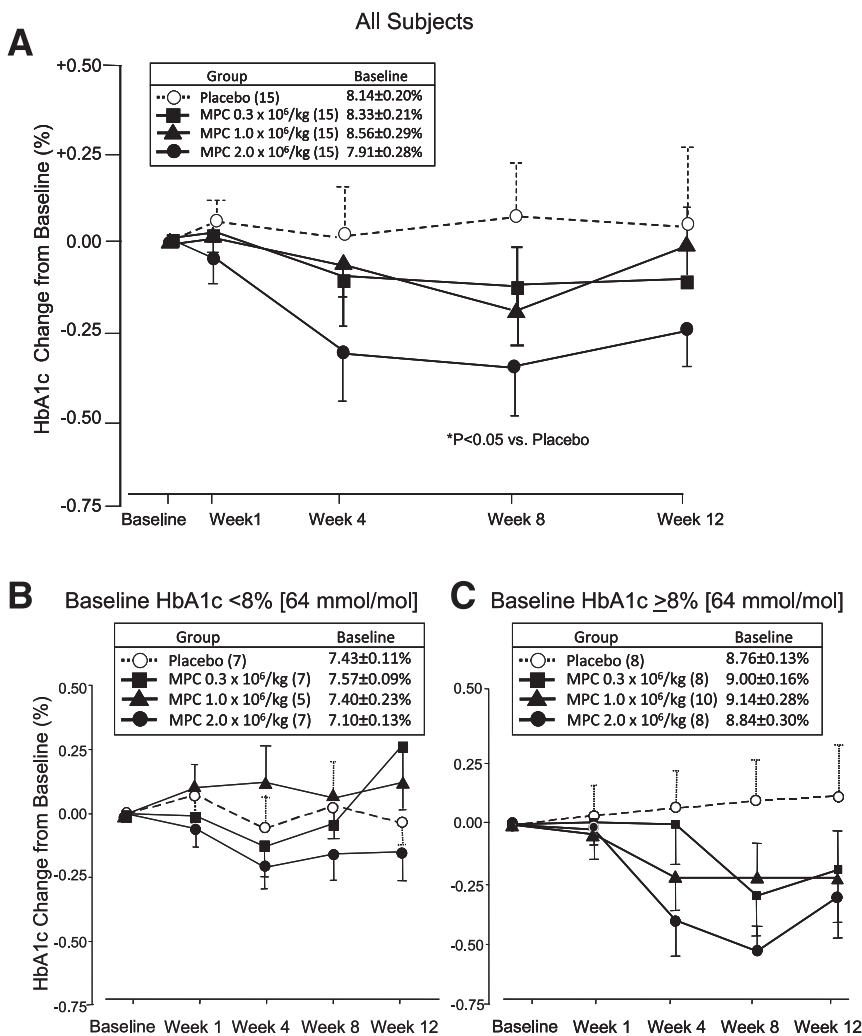 All Subjects
A
HbA1c Change from Baseline (%)
+0.50
+0.25
0.00
-0.25
-0.50
-0.75
Group Baseline
Placebo (15) 8.14±0.20%
MPC 0.3 x 10⁶/kg (15) 8.33±0.21%
MPC 1.0 x 10⁶/kg (15) 8.56±0.29%
MPC 2.0 x 10⁶/kg (15) 7.91±0.28%
*P<0.05 vs. Placebo
Baseline Week1 Week 4 Week 8 Week 12
B Baseline HbA1c <8% [64 mmol/mol]
HbA1c Change from Baseline (%)
Group Baseline
Placebo (7) 7.43±0.11%
MPC 0.3 x 10⁶/kg (7) 7.57±0.09%
MPC 1.0 x 10⁶/kg (5) 7.40±0.23%
MPC 2.0 x 10⁶/kg (7) 7.10±0.13%
0.50
0.25
0.00
-0.25
-0.50
-0.75
Baseline Week 1 Week 4 Week 8 Week 12
C Baseline HbA1c ≥8% [64 mmol/mol]
Group Baseline
Placebo (8) 8.76±0.13%
MPC 0.3 x 10⁶/kg (8) 9.00±0.16%
MPC 1.0 x 10⁶/kg (10) 9.14±0.28%
MPC 2.0 x 10⁶/kg (8) 8.84±0.30%
0.50
0.25
0.00
-0.25
-0.50
-0.75
Baseline Week 1 Week 4 Week 8 Week 12